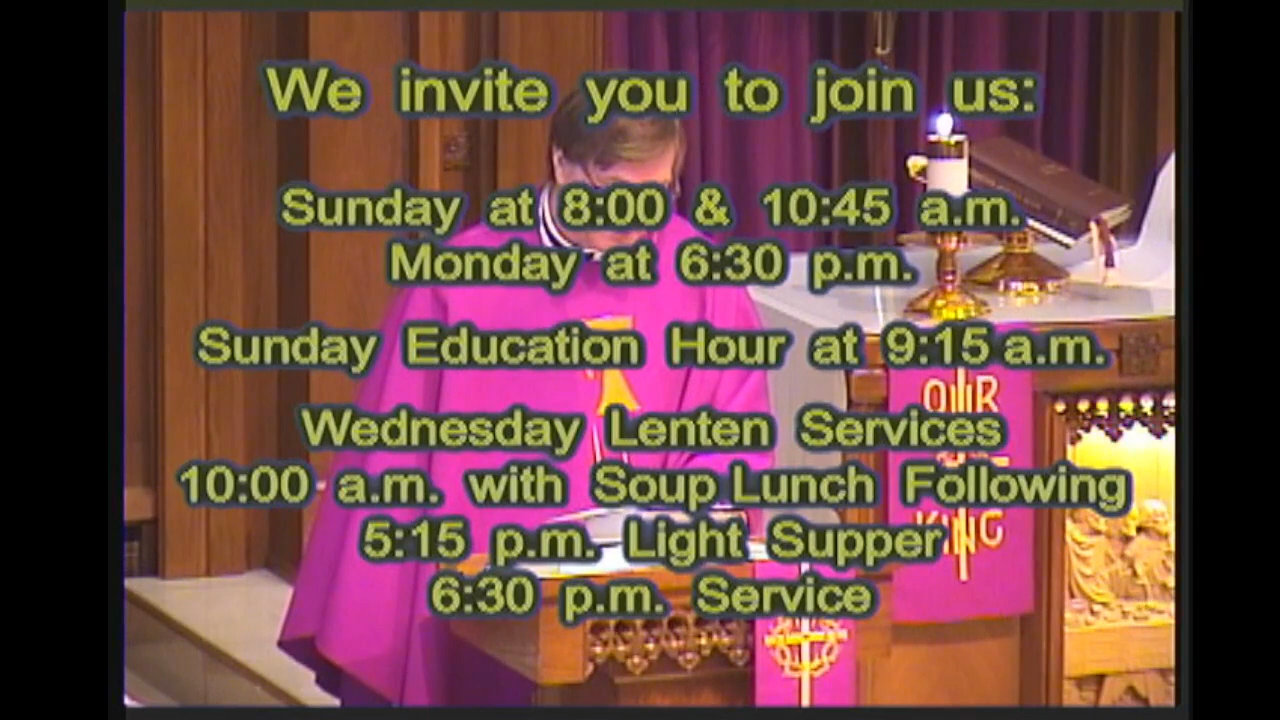 We invite you to join us:
Sunday at 8:00 & 10:45 a.m.
Monday at 6:30 p.m.
Sunday Education Hour at 9:15 a.m.
Wednesday Lenten Services
10:00 a.m. with Soup Lunch Following
5:15 p.m. Light Supper
6:30 p.m. Service
OUR
KING